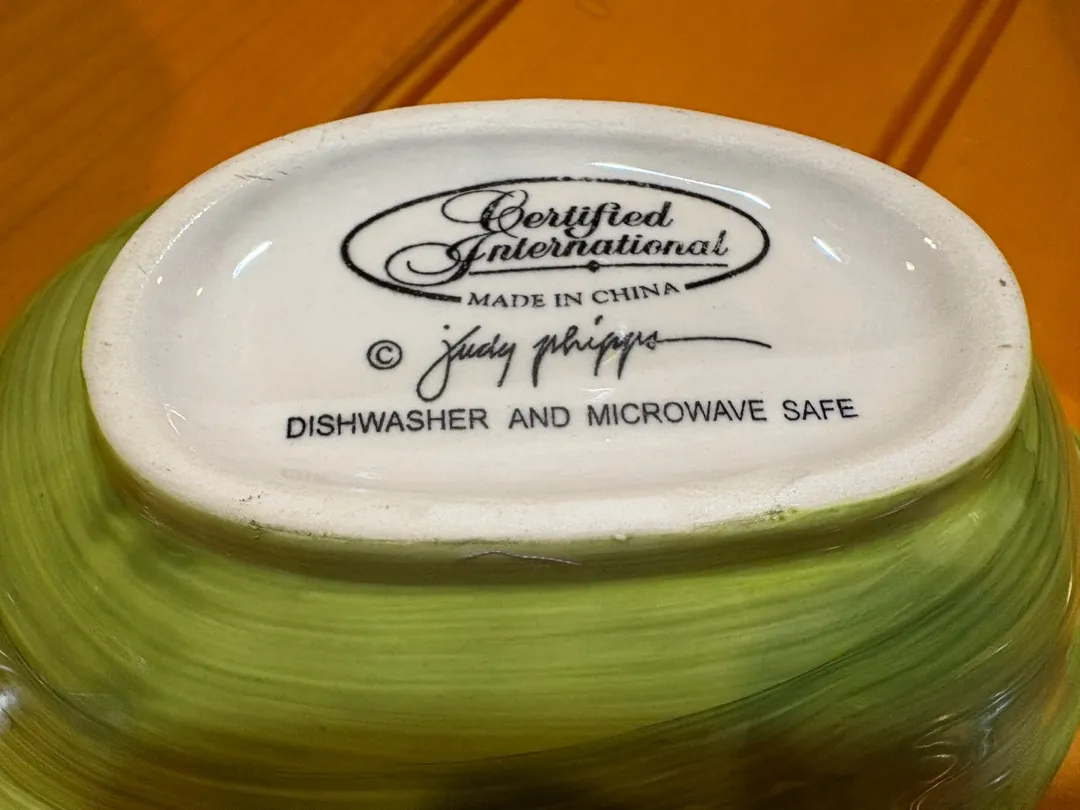 Certified
International
MADE IN CHINA
© judy phipps
DISHWASHER AND MICROWAVE SAFE